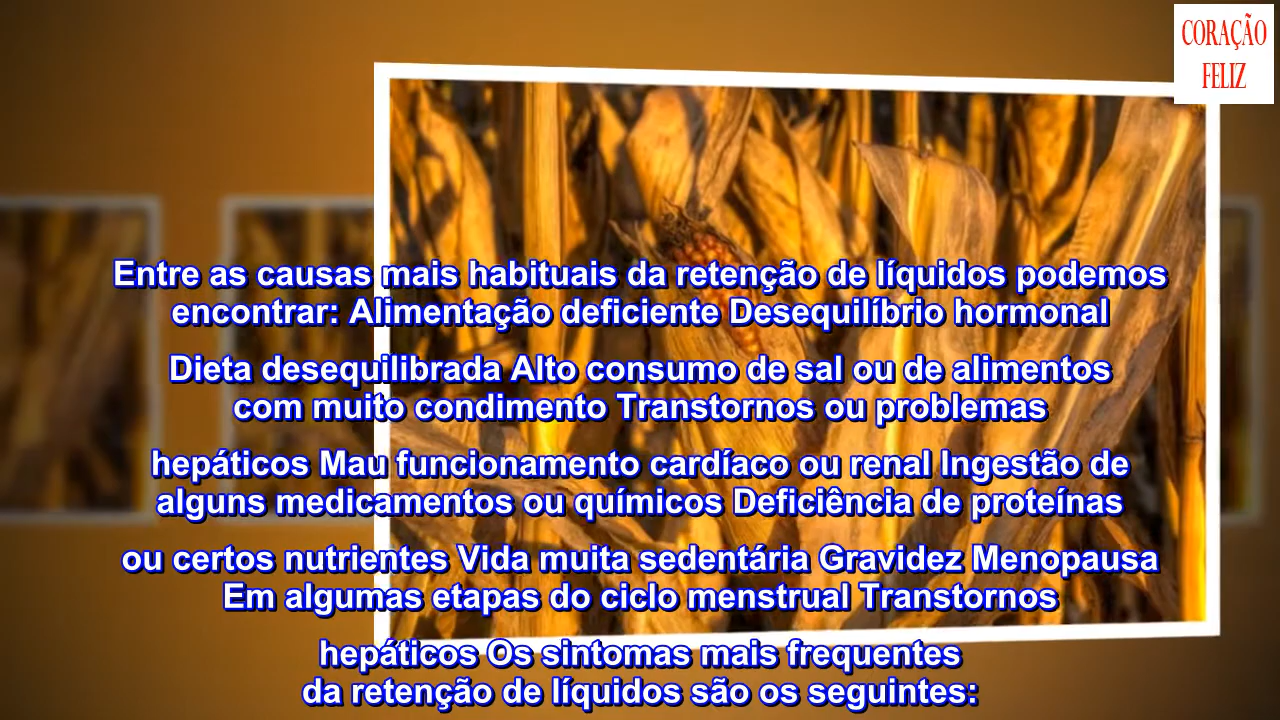 CORAÇÃO
FELIZ
Entre as causas mais habituais da retenção de líquidos podemos
encontrar: Alimentação deficiente Desequilíbrio hormonal
Dieta desequilibrada Alto consumo de sal ou de alimentos
com muito condimento Transtornos ou problemas
hepáticos Mau funcionamento cardíaco ou renal Ingestão de
alguns medicamentos ou químicos Deficiência de proteínas
ou certos nutrientes Vida muita sedentária Gravidez Menopausa
Em algumas etapas do ciclo menstrual Transtornos
hepáticos Os sintomas mais frequentes
da retenção de líquidos são os seguintes: